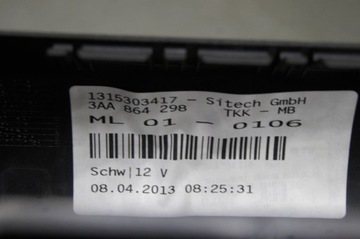 1315303417 - Sitech GmbH
3AA 864 298 TKK - MB
ML 01 - 0106
Schw|12 V
08.04.2013 08:25:31